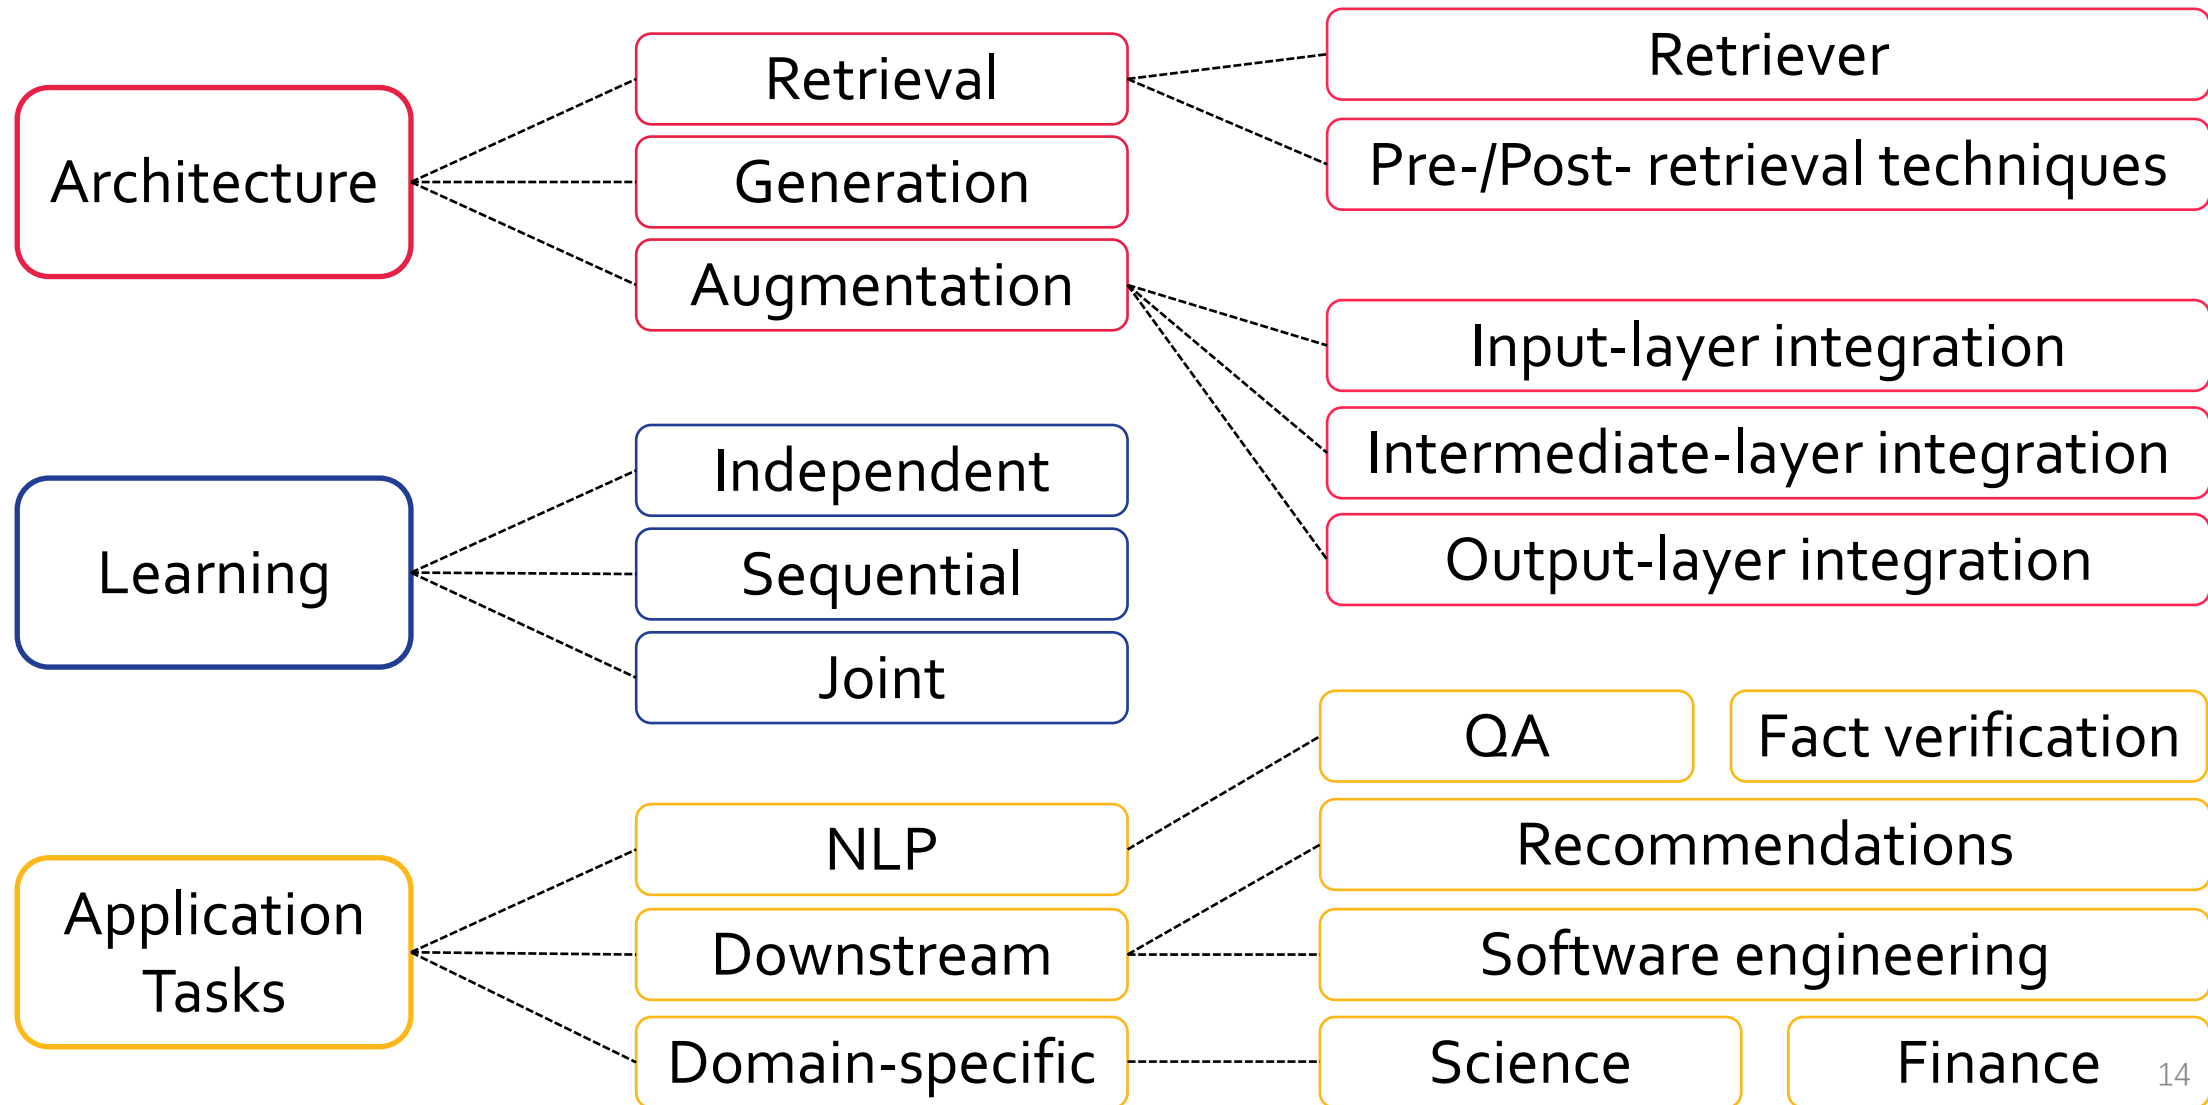 Architecture
Retrieval
Generation
Augmentation
Retriever
Pre-/Post- retrieval techniques
Input-layer integration
Intermediate-layer integration
Output-layer integration
Learning
Independent
Sequential
Joint
Application
Tasks
NLP
Downstream
Domain-specific
QA
Fact verification
Recommendations
Software engineering
Science
Finance
14